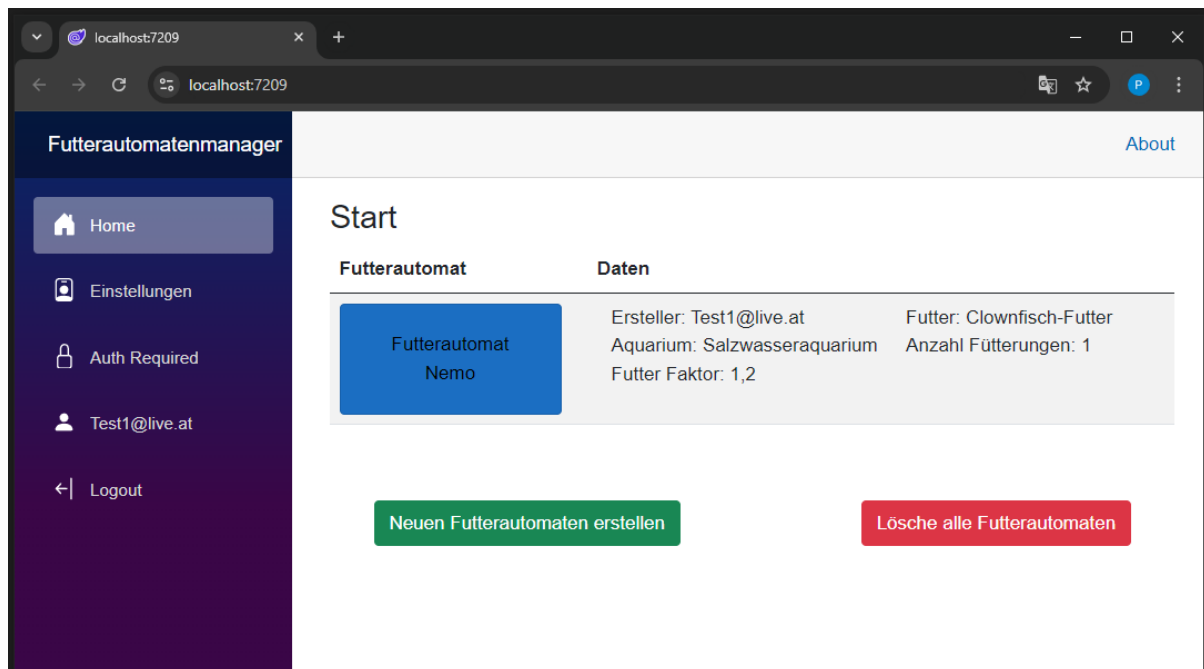 localhost:7209
localhost:7209
P
Futterautomatenmanager
About
Home
Einstellungen
Auth Required
Test1@live.at
Logout
Start
Futterautomat Daten
Futterautomat
Nemo
Ersteller: Test1@live.at
Aquarium: Salzwasseraquarium
Futter Faktor: 1,2
Futter: Clownfisch-Futter
Anzahl Fütterungen: 1
Neuen Futterautomaten erstellen
Lösche alle Futterautomaten